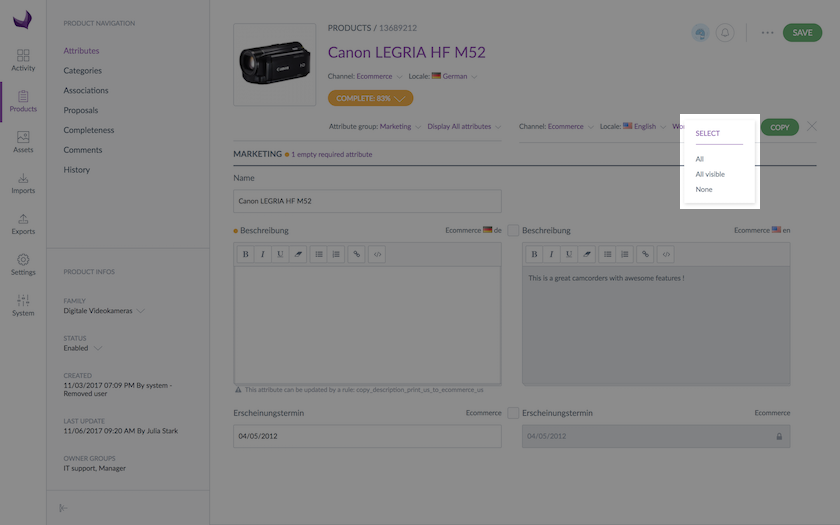 PRODUCT NAVIGATION
Attributes
Categories
Associations
Proposals
Completeness
Comments
History
Activity
Products
Assets
Imports
Exports
Settings
System
PRODUCT INFOS
FAMILY
Digitale Videokameras
STATUS
Enabled
CREATED
11/03/2017 07:09 PM By system -
Removed user
LAST UPDATE
11/06/2017 09:20 AM By Julia Stark
OWNER GROUPS
IT support, Manager
PRODUCTS / 13689212
Canon LEGRIA HF M52
Channel: Ecommerce Locale: German
COMPLETE: 83%
SAVE
Attribute group: Marketing Display All attributes
Channel: Ecommerce Locale: English
COPY
SELECT
All
All visible
None
MARKETING 1 empty required attribute
Name
Canon LEGRIA HF M52
Beschreibung Ecommerce de
Beschreibung Ecommerce en
B I U
B I U
This is a great camcorders with awesome features !
This attribute can be updated by a rule: copy_description_print_us_to_ecommerce_us
Erscheinungstermin Ecommerce
Erscheinungstermin Ecommerce
04/05/2012
04/05/2012